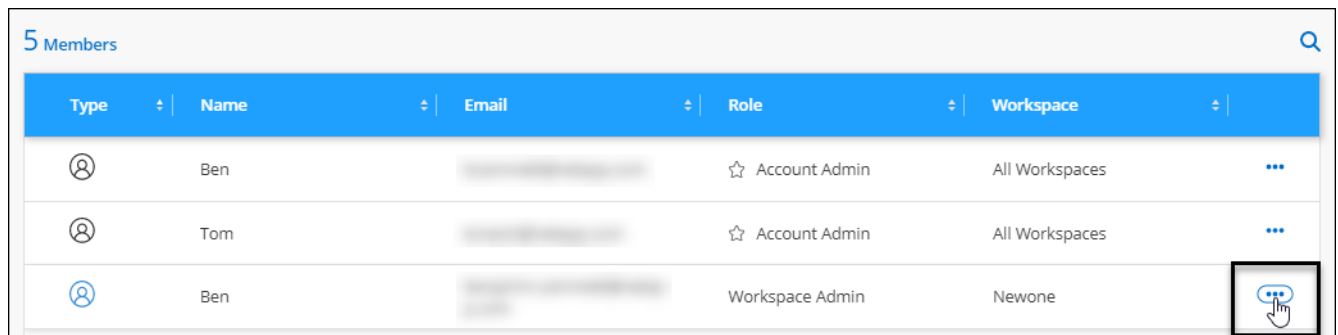 5 Members
Type Name Email Role Workspace
Ben Account Admin All Workspaces
Tom Account Admin All Workspaces
Ben Workspace Admin Newone